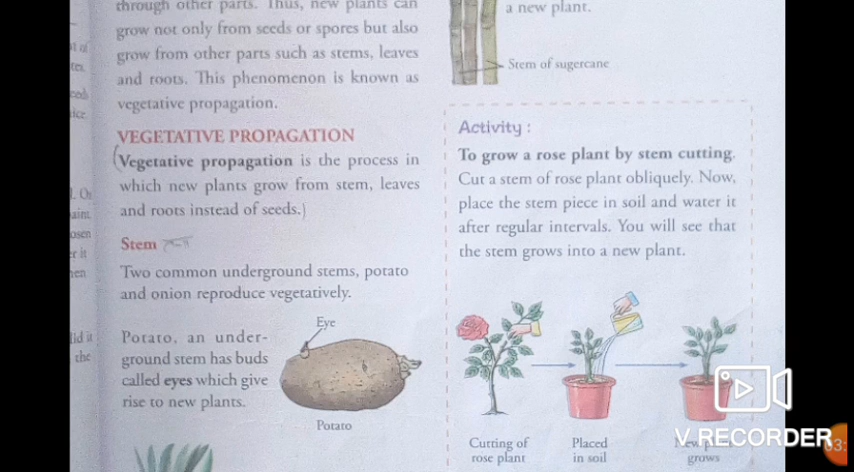 through other parts. Thus, new plants can
grow not only from seeds or spores but also
grow from other parts such as stems, leaves
and roots. This phenomenon is known as
vegetative propagation.
VEGETATIVE PROPAGATION
Vegetative propagation is the process in
which new plants grow from stem, leaves
and roots instead of seeds.
Stem
Two common underground stems, potato
and onion reproduce vegetatively.
Potato, an under-
ground stem has buds
called eyes which give
rise to new plants.
Eye
Potato
a new plant.
Stem of sugercane
Activity :
To grow a rose plant by stem cutting.
Cut a stem of rose plant obliquely. Now,
place the stem piece in soil and water it
after regular intervals. You will see that
the stem grows into a new plant.
Cutting of
rose plant
Placed
in soil
grows
V.RECORDER
03: